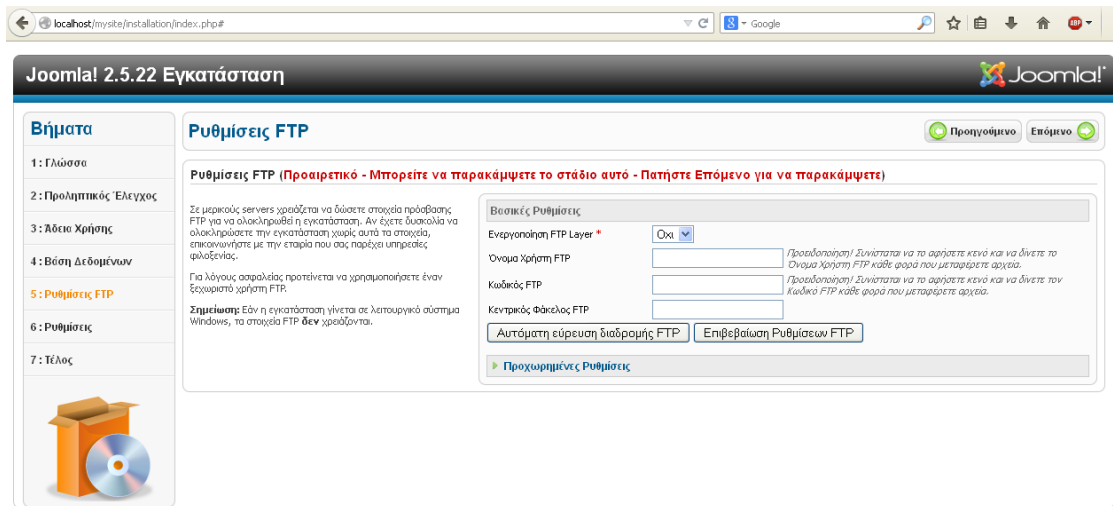 localhost/mysite/installation/index.php#
Google
ABP
Joomla! 2.5.22 Εγκατάσταση
Joomla!
Βήματα
1 : Γλώσσα
2 : Προληπτικός Έλεγχος
3 : Άδεια Χρήσης
4 : Βάση Δεδομένων
5 : Ρυθμίσεις FTP
6 : Ρυθμίσεις
7 : Τέλος
Ρυθμίσεις FTP
Προηγούμενο
Επόμενο
Ρυθμίσεις FTP (Προαιρετικό - Μπορείτε να παρακάμψετε το στάδιο αυτό - Πατήστε Επόμενο για να παρακάμψετε)
Σε μερικούς servers χρειάζεται να δώσετε στοιχεία πρόσβασης
FTP για να ολοκληρωθεί η εγκατάσταση. Αν έχετε δυσκολία να
ολοκληρώσετε την εγκατάσταση χωρίς αυτά τα στοιχεία,
επικοινωνήστε με την εταιρία που σας παρέχει υπηρεσίες
φιλοξενίας.
Για λόγους ασφαλείας προτείνεται να χρησιμοποιήσετε έναν
ξεχωριστό χρήστη FTP.
Σημείωση: Εάν η εγκατάσταση γίνεται σε λειτουργικό σύστημα
Windows, τα στοιχεία FTP δεν χρειάζονται.
Βασικές Ρυθμίσεις
Ενεργοποίηση FTP Layer *
Όχι
Όνομα Χρήστη FTP
Προειδοποίηση! Συνίσταται να το αφήσετε κενό και να δίνετε το
Όνομα Χρήστη FTP κάθε φορά που μεταφέρετε αρχεία.
Κωδικός FTP
Προειδοποίηση! Συνίσταται να το αφήσετε κενό και να δίνετε τον
Κωδικό FTP κάθε φορά που μεταφέρετε αρχεία.
Κεντρικός Φάκελος FTP
Αυτόματη εύρεση διαδρομής FTP
Επιβεβαίωση Ρυθμίσεων FTP
Προχωρημένες Ρυθμίσεις